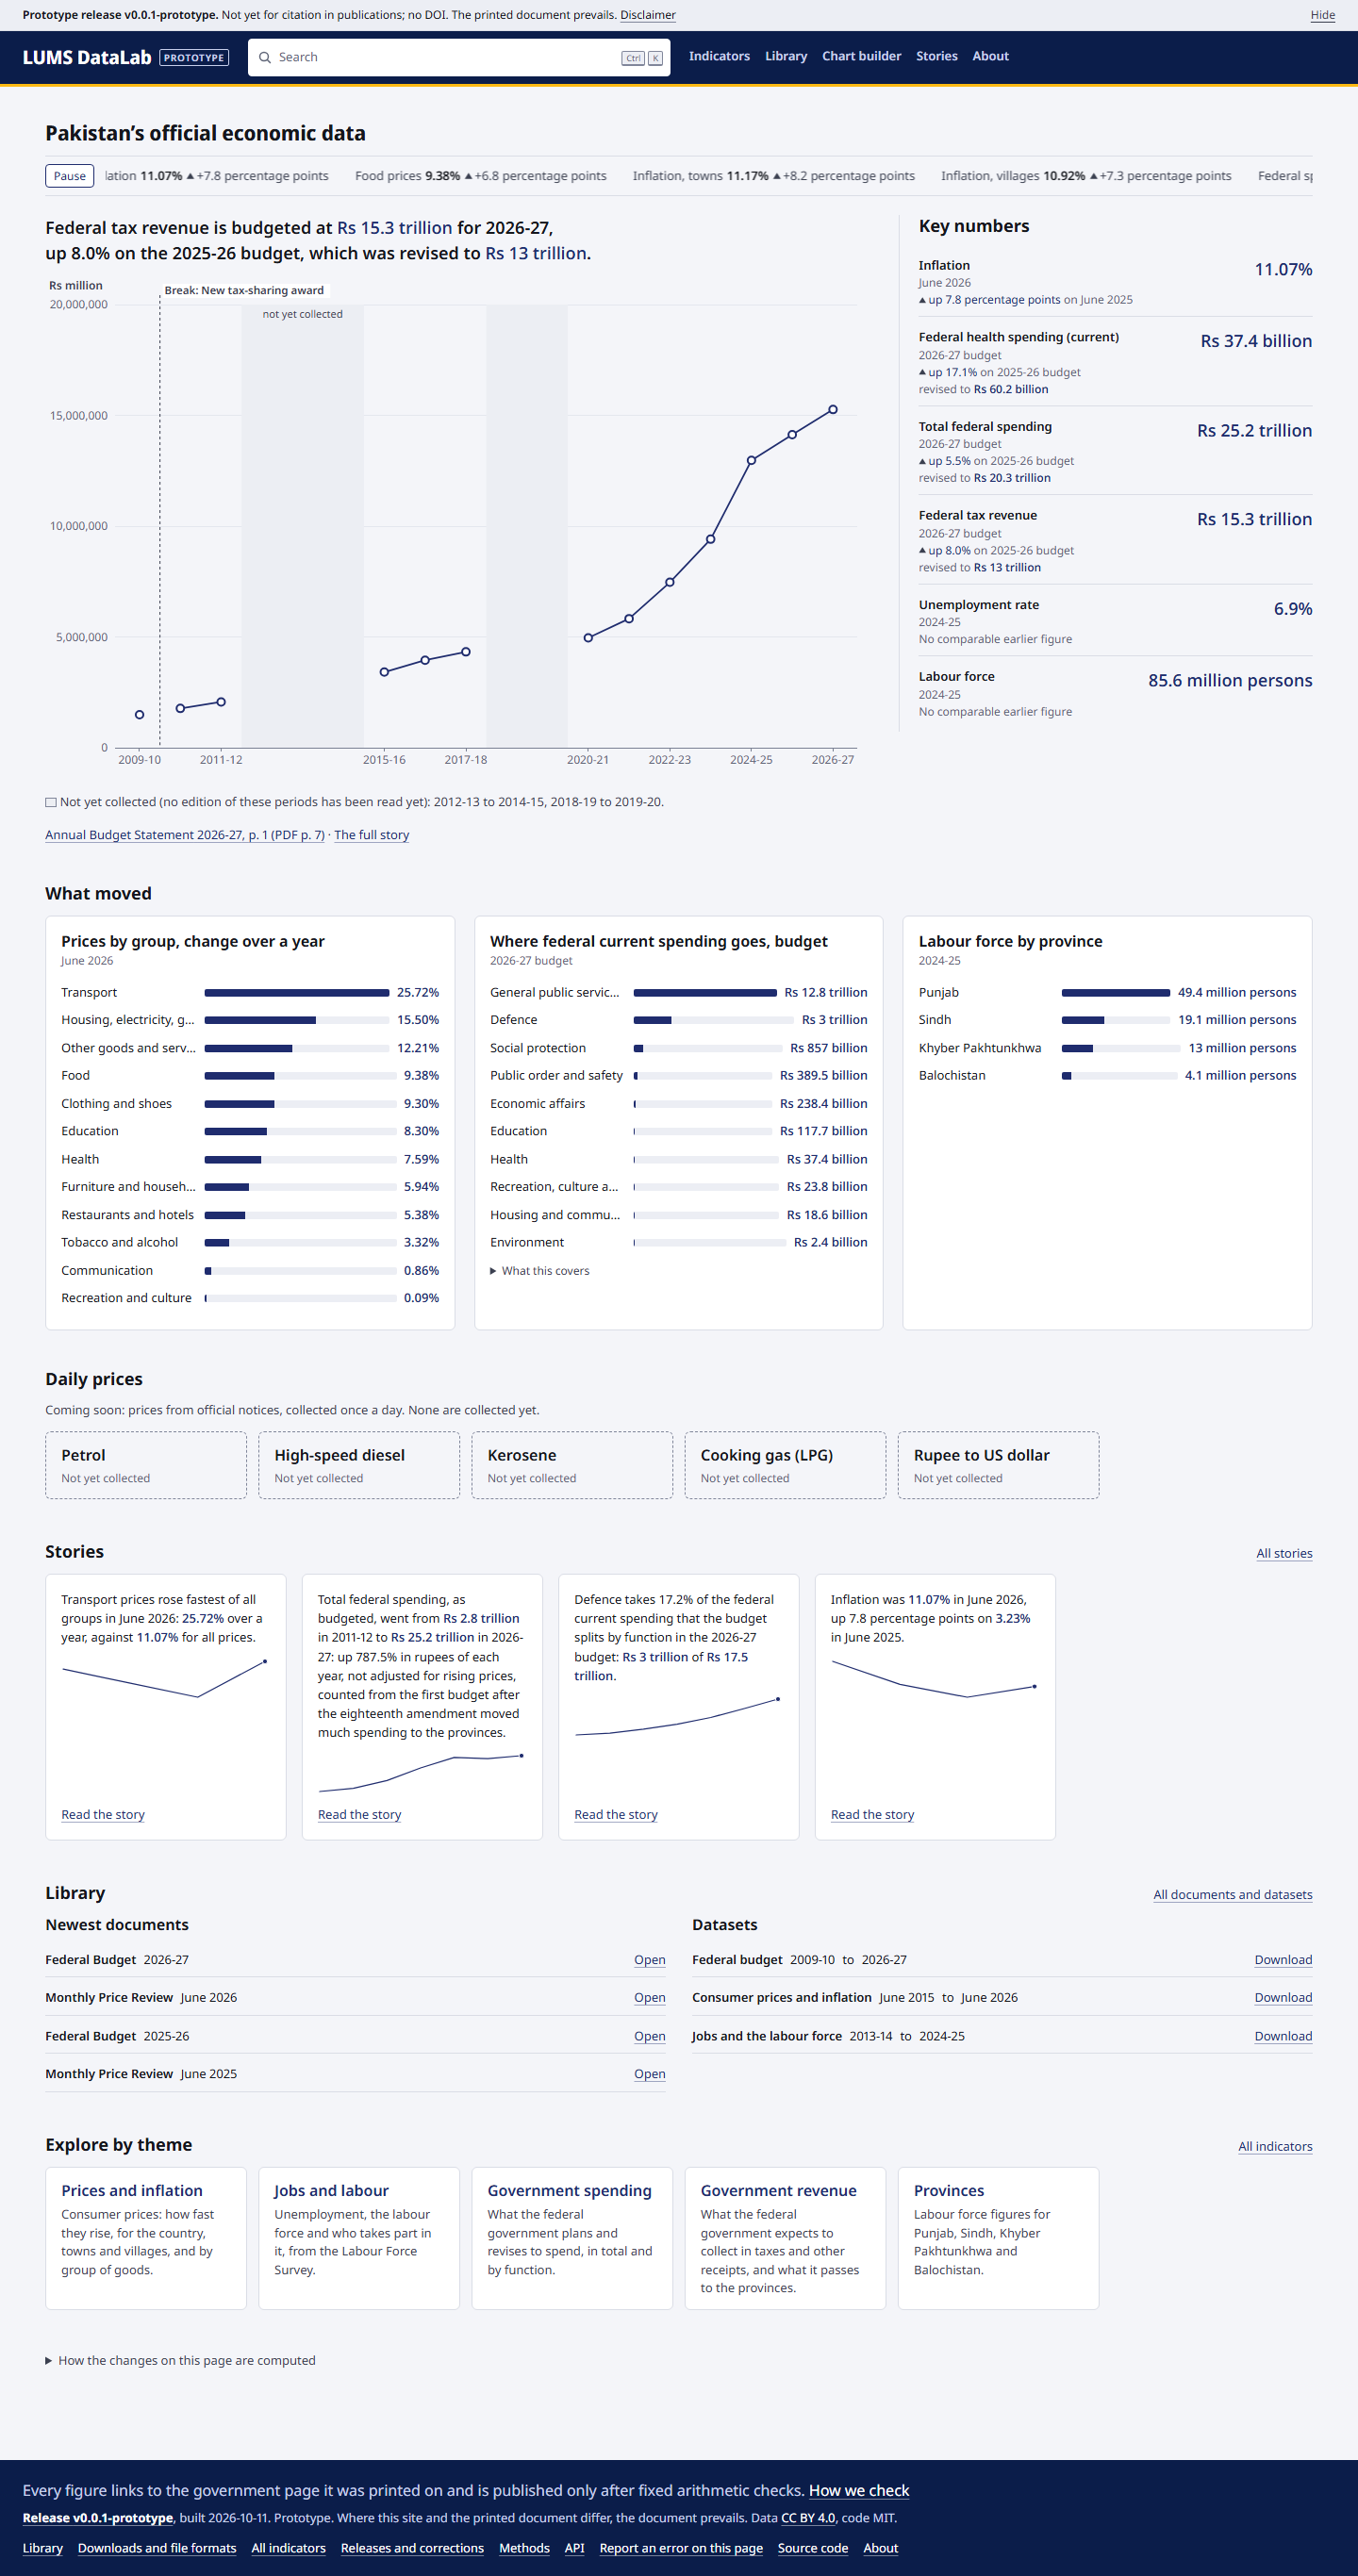 Prototype release v0.0.1-prototype. Not yet for citation in publications; no DOI. The printed document prevails. Disclaimer
Hide
LUMS DataLab PROTOTYPE
Search
Ctrl K
Indicators Library Chart builder Stories About
Pakistan’s official economic data
Pause
lation 11.07% ▲ +7.8 percentage points
Food prices 9.38% ▲ +6.8 percentage points
Inflation, towns 11.17% ▲ +8.2 percentage points
Inflation, villages 10.92% ▲ +7.3 percentage points
Federal sp
Federal tax revenue is budgeted at Rs 15.3 trillion for 2026-27,
up 8.0% on the 2025-26 budget, which was revised to Rs 13 trillion.
Rs million
Break: New tax-sharing award
not yet collected
20,000,000
15,000,000
10,000,000
5,000,000
0
2009-10 2011-12 2015-16 2017-18 2020-21 2022-23 2024-25 2026-27
Not yet collected (no edition of these periods has been read yet): 2012-13 to 2014-15, 2018-19 to 2019-20.
Annual Budget Statement 2026-27, p. 1 (PDF p. 7) · The full story
Key numbers
Inflation
11.07%
June 2026
▲ up 7.8 percentage points on June 2025
Federal health spending (current)
Rs 37.4 billion
2026-27 budget
▲ up 17.1% on 2025-26 budget
revised to Rs 60.2 billion
Total federal spending
Rs 25.2 trillion
2026-27 budget
▲ up 5.5% on 2025-26 budget
revised to Rs 20.3 trillion
Federal tax revenue
Rs 15.3 trillion
2026-27 budget
▲ up 8.0% on 2025-26 budget
revised to Rs 13 trillion
Unemployment rate
6.9%
2024-25
No comparable earlier figure
Labour force
85.6 million persons
2024-25
No comparable earlier figure
What moved
Prices by group, change over a year
June 2026
Transport 25.72%
Housing, electricity, g... 15.50%
Other goods and serv... 12.21%
Food 9.38%
Clothing and shoes 9.30%
Education 8.30%
Health 7.59%
Furniture and househ... 5.94%
Restaurants and hotels 5.38%
Tobacco and alcohol 3.32%
Communication 0.86%
Recreation and culture 0.09%
Where federal current spending goes, budget
2026-27 budget
General public servic... Rs 12.8 trillion
Defence Rs 3 trillion
Social protection Rs 857 billion
Public order and safety Rs 389.5 billion
Economic affairs Rs 238.4 billion
Education Rs 117.7 billion
Health Rs 37.4 billion
Recreation, culture a... Rs 23.8 billion
Housing and commu... Rs 18.6 billion
Environment Rs 2.4 billion
▶ What this covers
Labour force by province
2024-25
Punjab 49.4 million persons
Sindh 19.1 million persons
Khyber Pakhtunkhwa 13 million persons
Balochistan 4.1 million persons
Daily prices
Coming soon: prices from official notices, collected once a day. None are collected yet.
Petrol
Not yet collected
High-speed diesel
Not yet collected
Kerosene
Not yet collected
Cooking gas (LPG)
Not yet collected
Rupee to US dollar
Not yet collected
Stories
All stories
Transport prices rose fastest of all
groups in June 2026: 25.72% over a
year, against 11.07% for all prices.
Read the story
Total federal spending, as
budgeted, went from Rs 2.8 trillion
in 2011-12 to Rs 25.2 trillion in 2026-
27: up 787.5% in rupees of each
year, not adjusted for rising prices,
counted from the first budget after
the eighteenth amendment moved
much spending to the provinces.
Read the story
Defence takes 17.2% of the federal
current spending that the budget
splits by function in the 2026-27
budget: Rs 3 trillion of Rs 17.5
trillion.
Read the story
Inflation was 11.07% in June 2026,
up 7.8 percentage points on 3.23%
in June 2025.
Read the story
Library
All documents and datasets
Newest documents
Federal Budget 2026-27 Open
Monthly Price Review June 2026 Open
Federal Budget 2025-26 Open
Monthly Price Review June 2025 Open
Datasets
Federal budget 2009-10 to 2026-27 Download
Consumer prices and inflation June 2015 to June 2026 Download
Jobs and the labour force 2013-14 to 2024-25 Download
Explore by theme
All indicators
Prices and inflation
Consumer prices: how fast
they rise, for the country,
towns and villages, and by
group of goods.
Jobs and labour
Unemployment, the labour
force and who takes part in
it, from the Labour Force
Survey.
Government spending
What the federal
government plans and
revises to spend, in total and
by function.
Government revenue
What the federal
government expects to
collect in taxes and other
receipts, and what it passes
to the provinces.
Provinces
Labour force figures for
Punjab, Sindh, Khyber
Pakhtunkhwa and
Balochistan.
▶ How the changes on this page are computed
Every figure links to the government page it was printed on and is published only after fixed arithmetic checks. How we check
Release v0.0.1-prototype, built 2026-10-11. Prototype. Where this site and the printed document differ, the document prevails. Data CC BY 4.0, code MIT.
Library Downloads and file formats All indicators Releases and corrections Methods API Report an error on this page Source code About